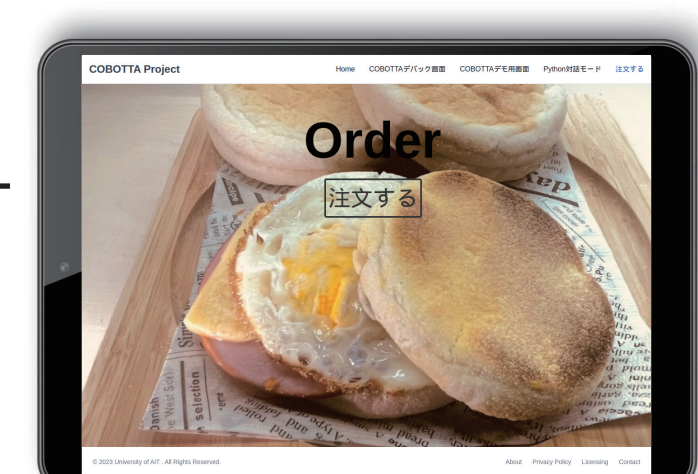 COBOTTA Project
Home COBOTTAデバック画面 COBOTTAデモ用画面 Python対話モード 注文する
Order
注文する
day
selection
© 2023 University of AIT . All Rights Reserved.
About Privacy Policy Licensing Contact